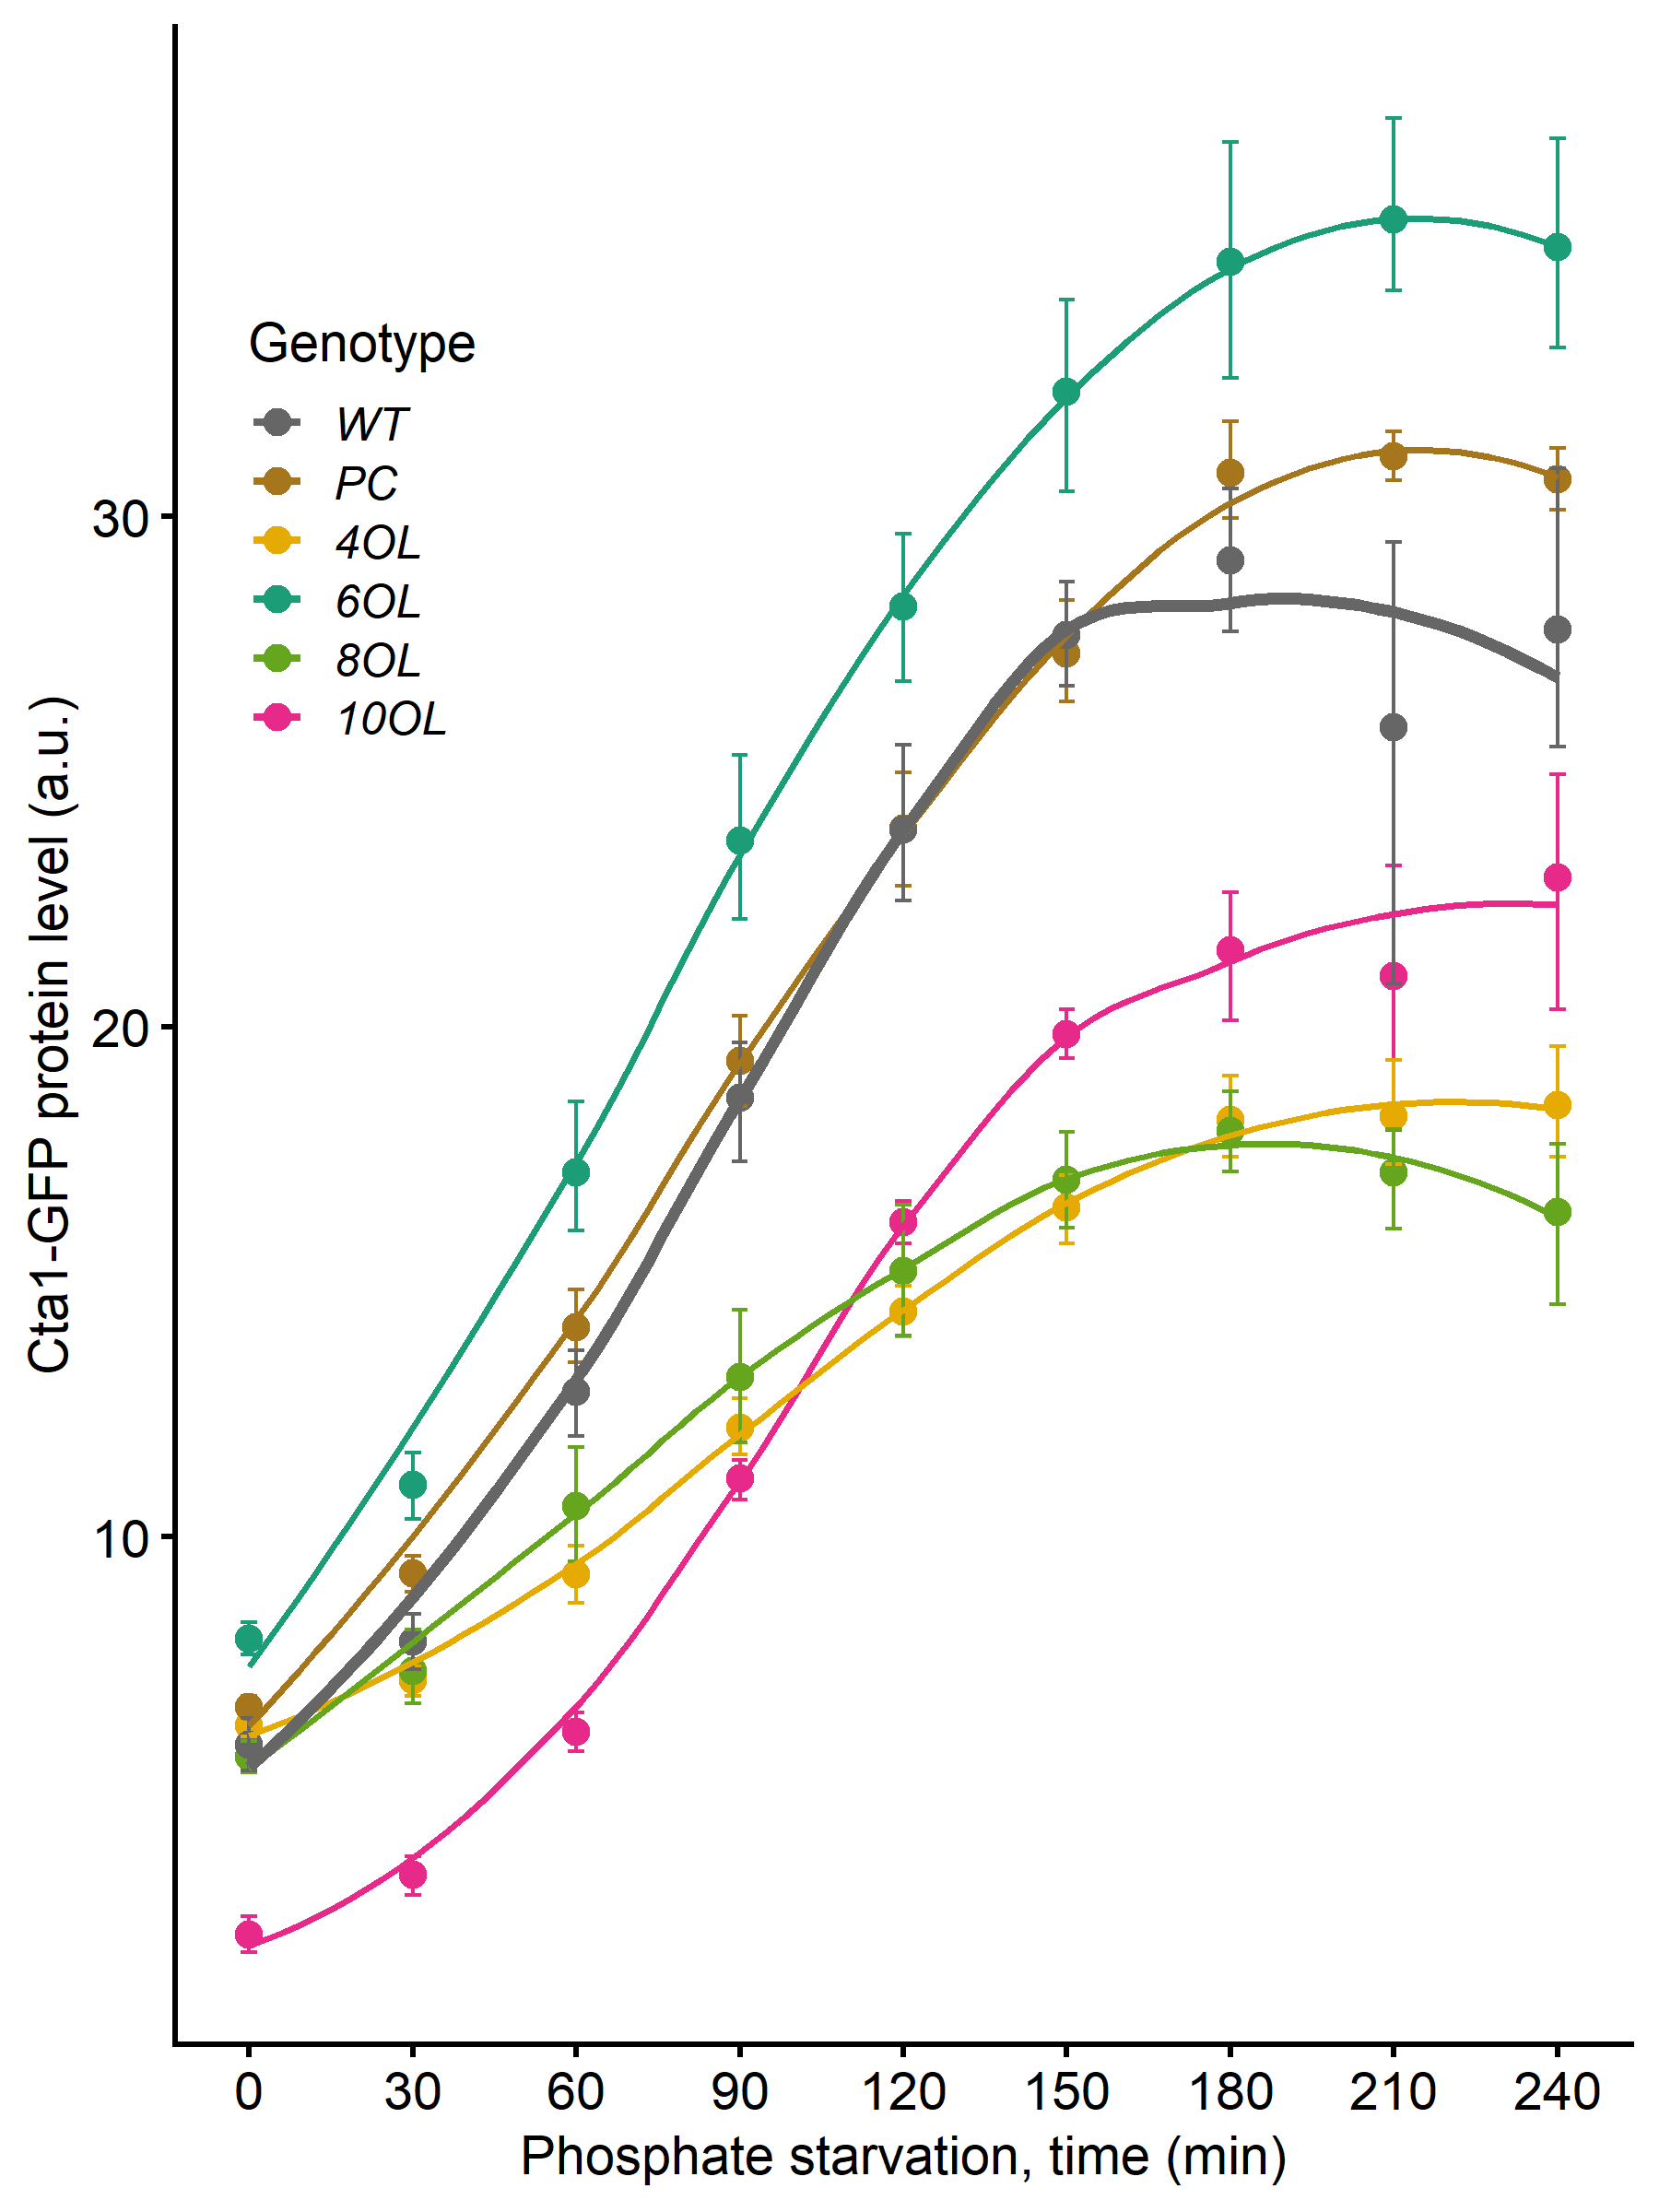 Genotype
WT
PC
4OL
6OL
8OL
10OL
Cta1-GFP protein level (a.u.)
30
20
10
0 30 60 90 120 150 180 210 240
Phosphate starvation, time (min)